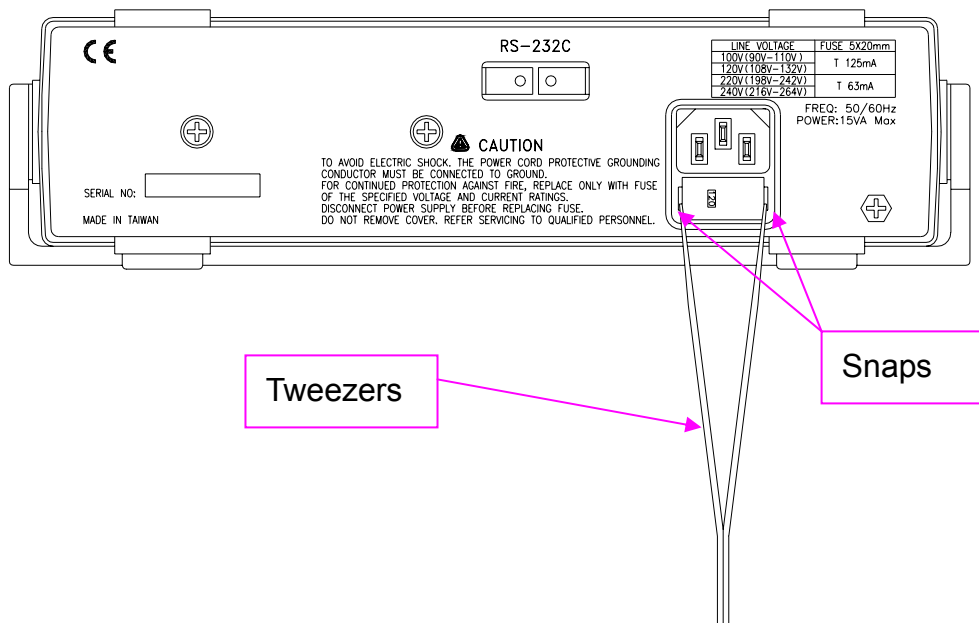 CE
RS-232C
LINE VOLTAGE FUSE 5X20mm
100V(90V-110V)
120V(108V-132V)
T 125mA
220V(198V-242V)
240V(216V-264V)
T 63mA
FREQ: 50/60Hz
POWER:15VA Max
CAUTION
TO AVOID ELECTRIC SHOCK. THE POWER CORD PROTECTIVE GROUNDING
CONDUCTOR MUST BE CONNECTED TO GROUND.
FOR CONTINUED PROTECTION AGAINST FIRE, REPLACE ONLY WITH FUSE
OF THE SPECIFIED VOLTAGE AND CURRENT RATINGS.
DISCONNECT POWER SUPPLY BEFORE REPLACING FUSE.
DO NOT REMOVE COVER. REFER SERVICING TO QUALIFIED PERSONNEL.
SERIAL NO:
MADE IN TAIWAN
120
Tweezers
Snaps